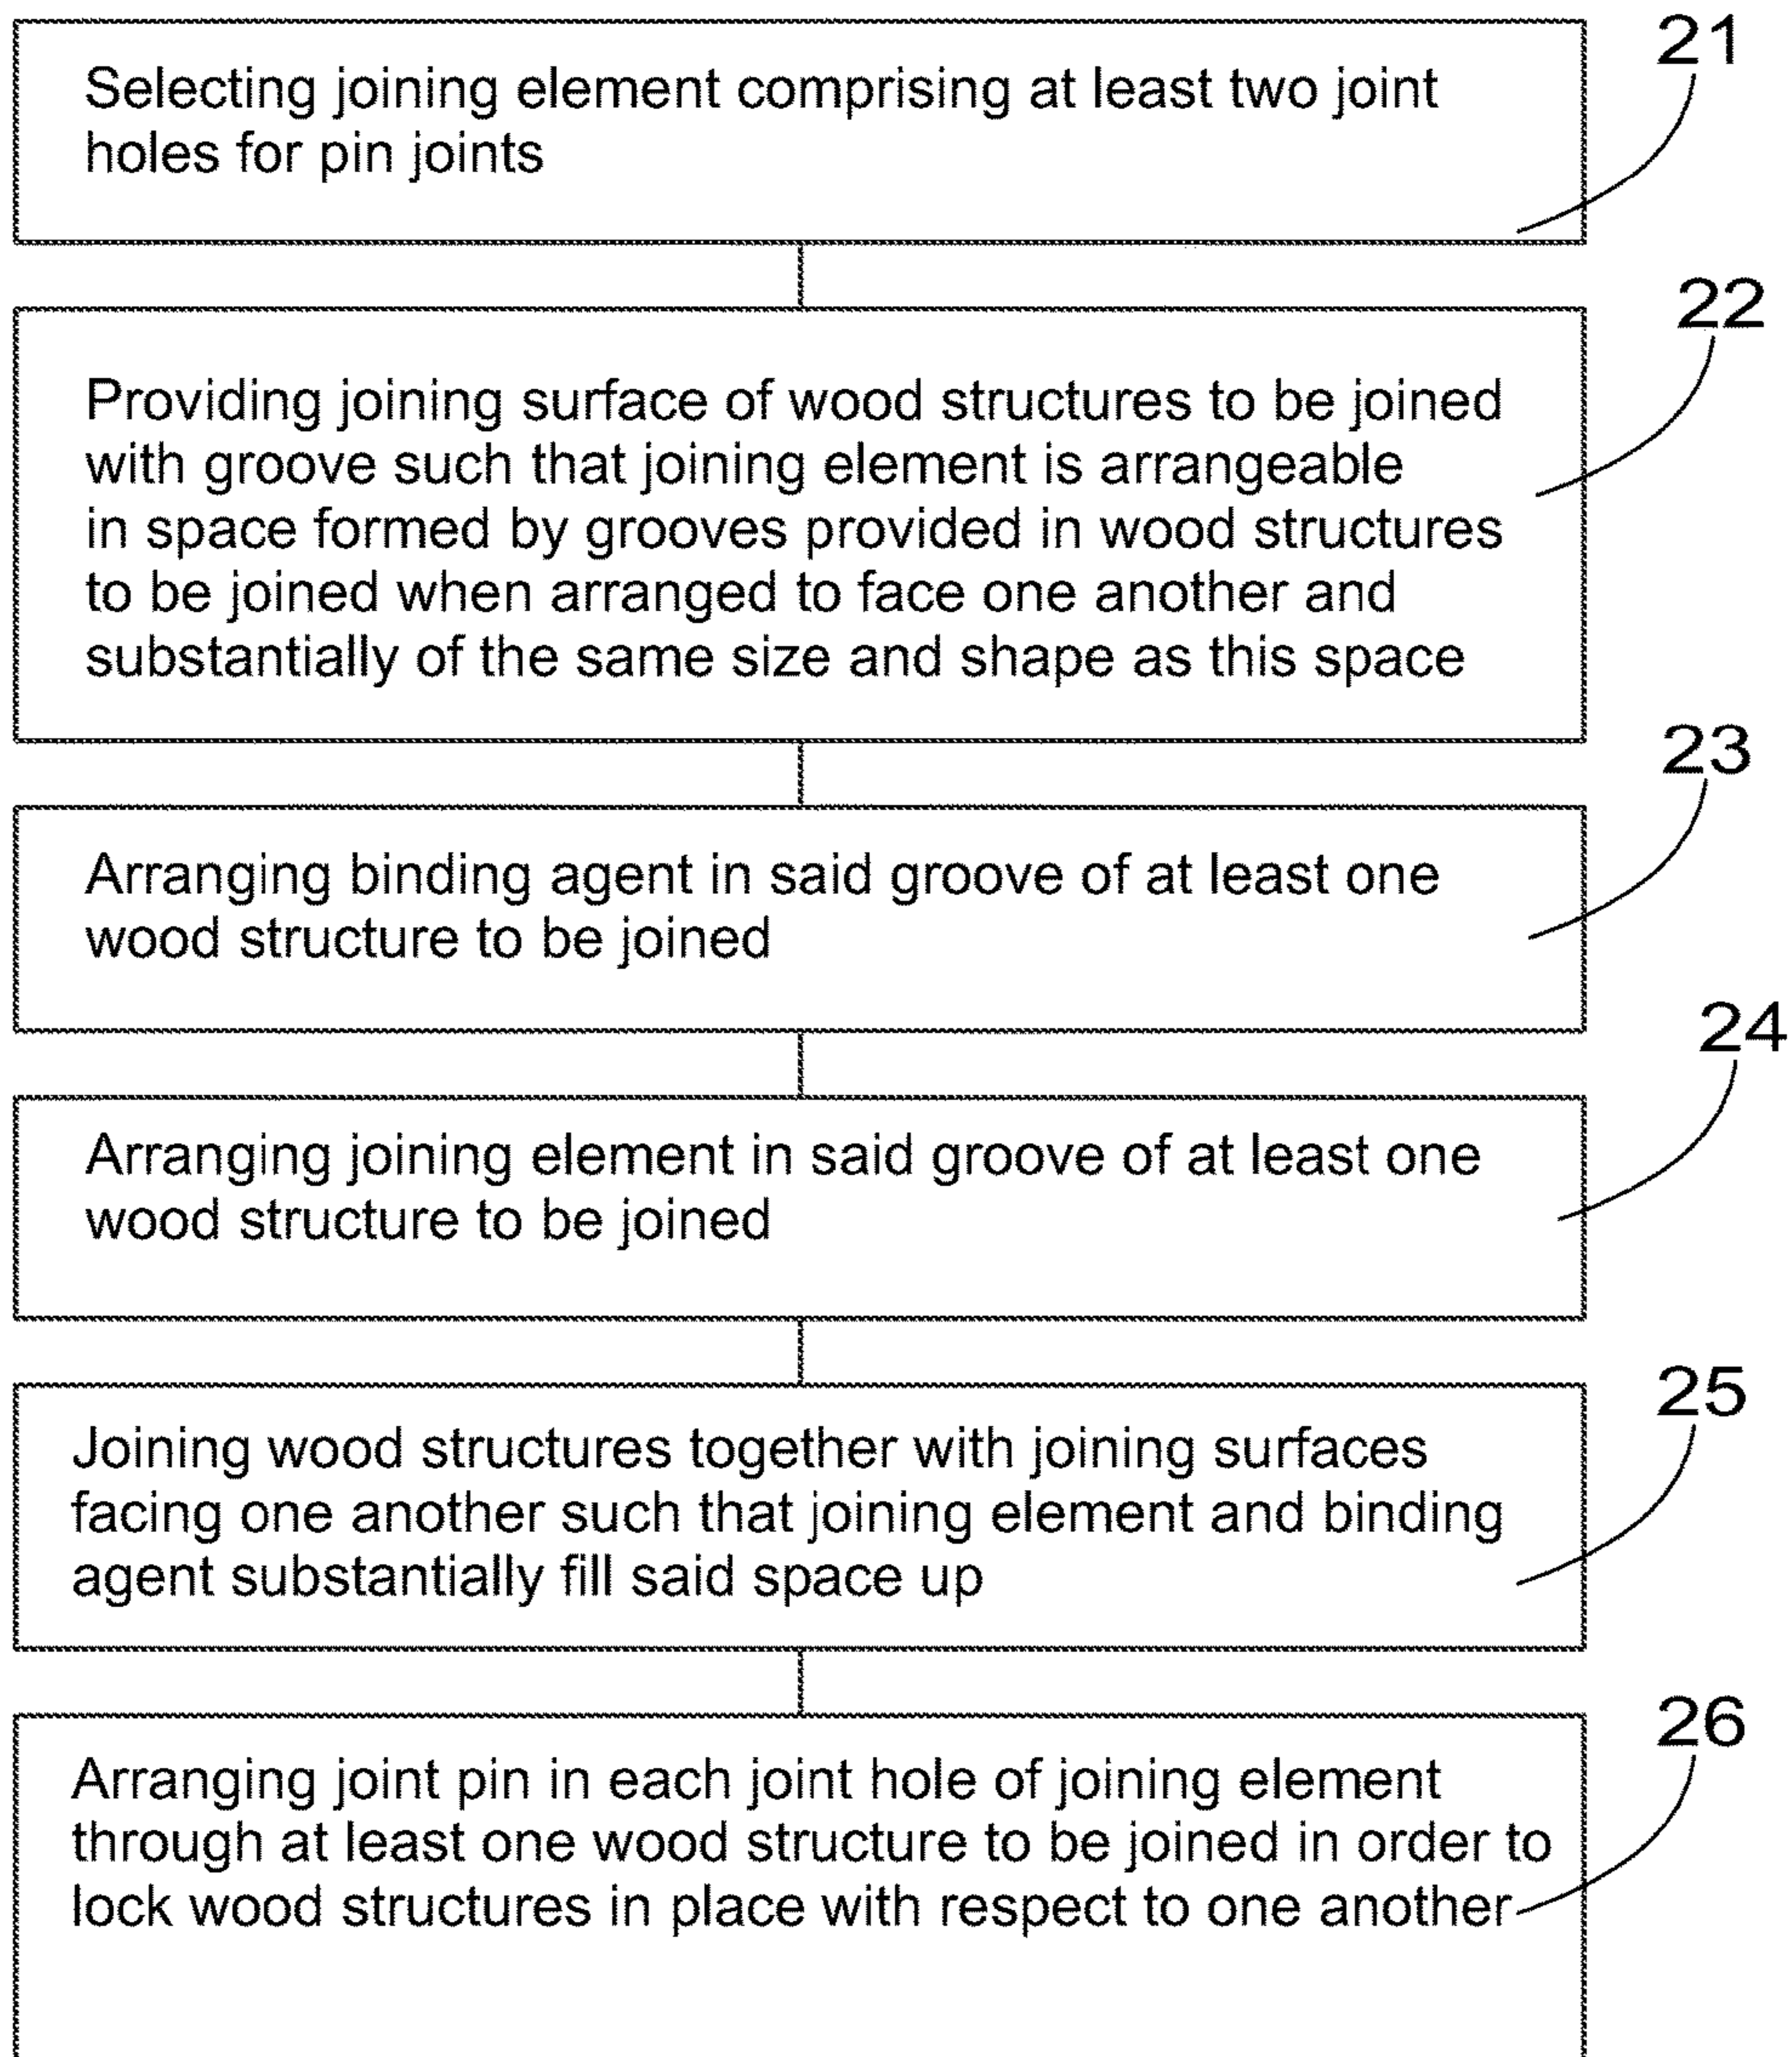 21
Selecting joining element comprising at least two joint
holes for pin joints
22
Providing joining surface of wood structures to be joined
with groove such that joining element is arrangeable
in space formed by grooves provided in wood structures
to be joined when arranged to face one another and
substantially of the same size and shape as this space
23
Arranging binding agent in said groove of at least one
wood structure to be joined
24
Arranging joining element in said groove of at least one
wood structure to be joined
25
Joining wood structures together with joining surfaces
facing one another such that joining element and binding
agent substantially fill said space up
26
Arranging joint pin in each joint hole of joining element
through at least one wood structure to be joined in order to
lock wood structures in place with respect to one another